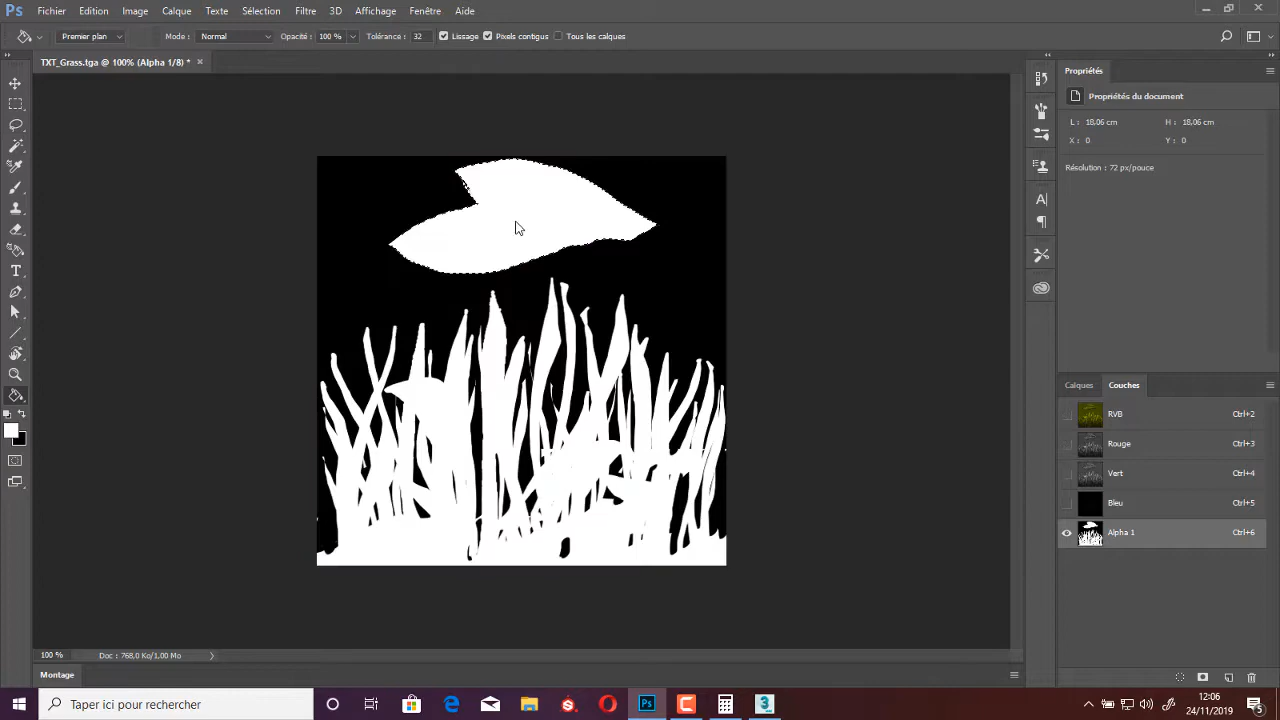 Ps Fichier Edition Image Calque Texte Sélection Filtre 3D Affichage Fenêtre Aide
Premier plan Mode : Normal Opacité : 100 % Tolérance : 32 Lissage Pixels contigus Tous les calques
TXT_Grass.tga @ 100% (Alpha 1/8) * ×
Propriétés
Propriétés du document
L : 18,06 cm H : 18,06 cm
X : 0 Y : 0
Résolution : 72 px/pouce
Calques Couches
RVB Ctrl+2
Rouge Ctrl+3
Vert Ctrl+4
Bleu Ctrl+5
Alpha 1 Ctrl+6
100 % Doc : 768,0 Ko/1,00 Mo
Montage
Taper ici pour rechercher
Ps
3
12:06
24/11/2019